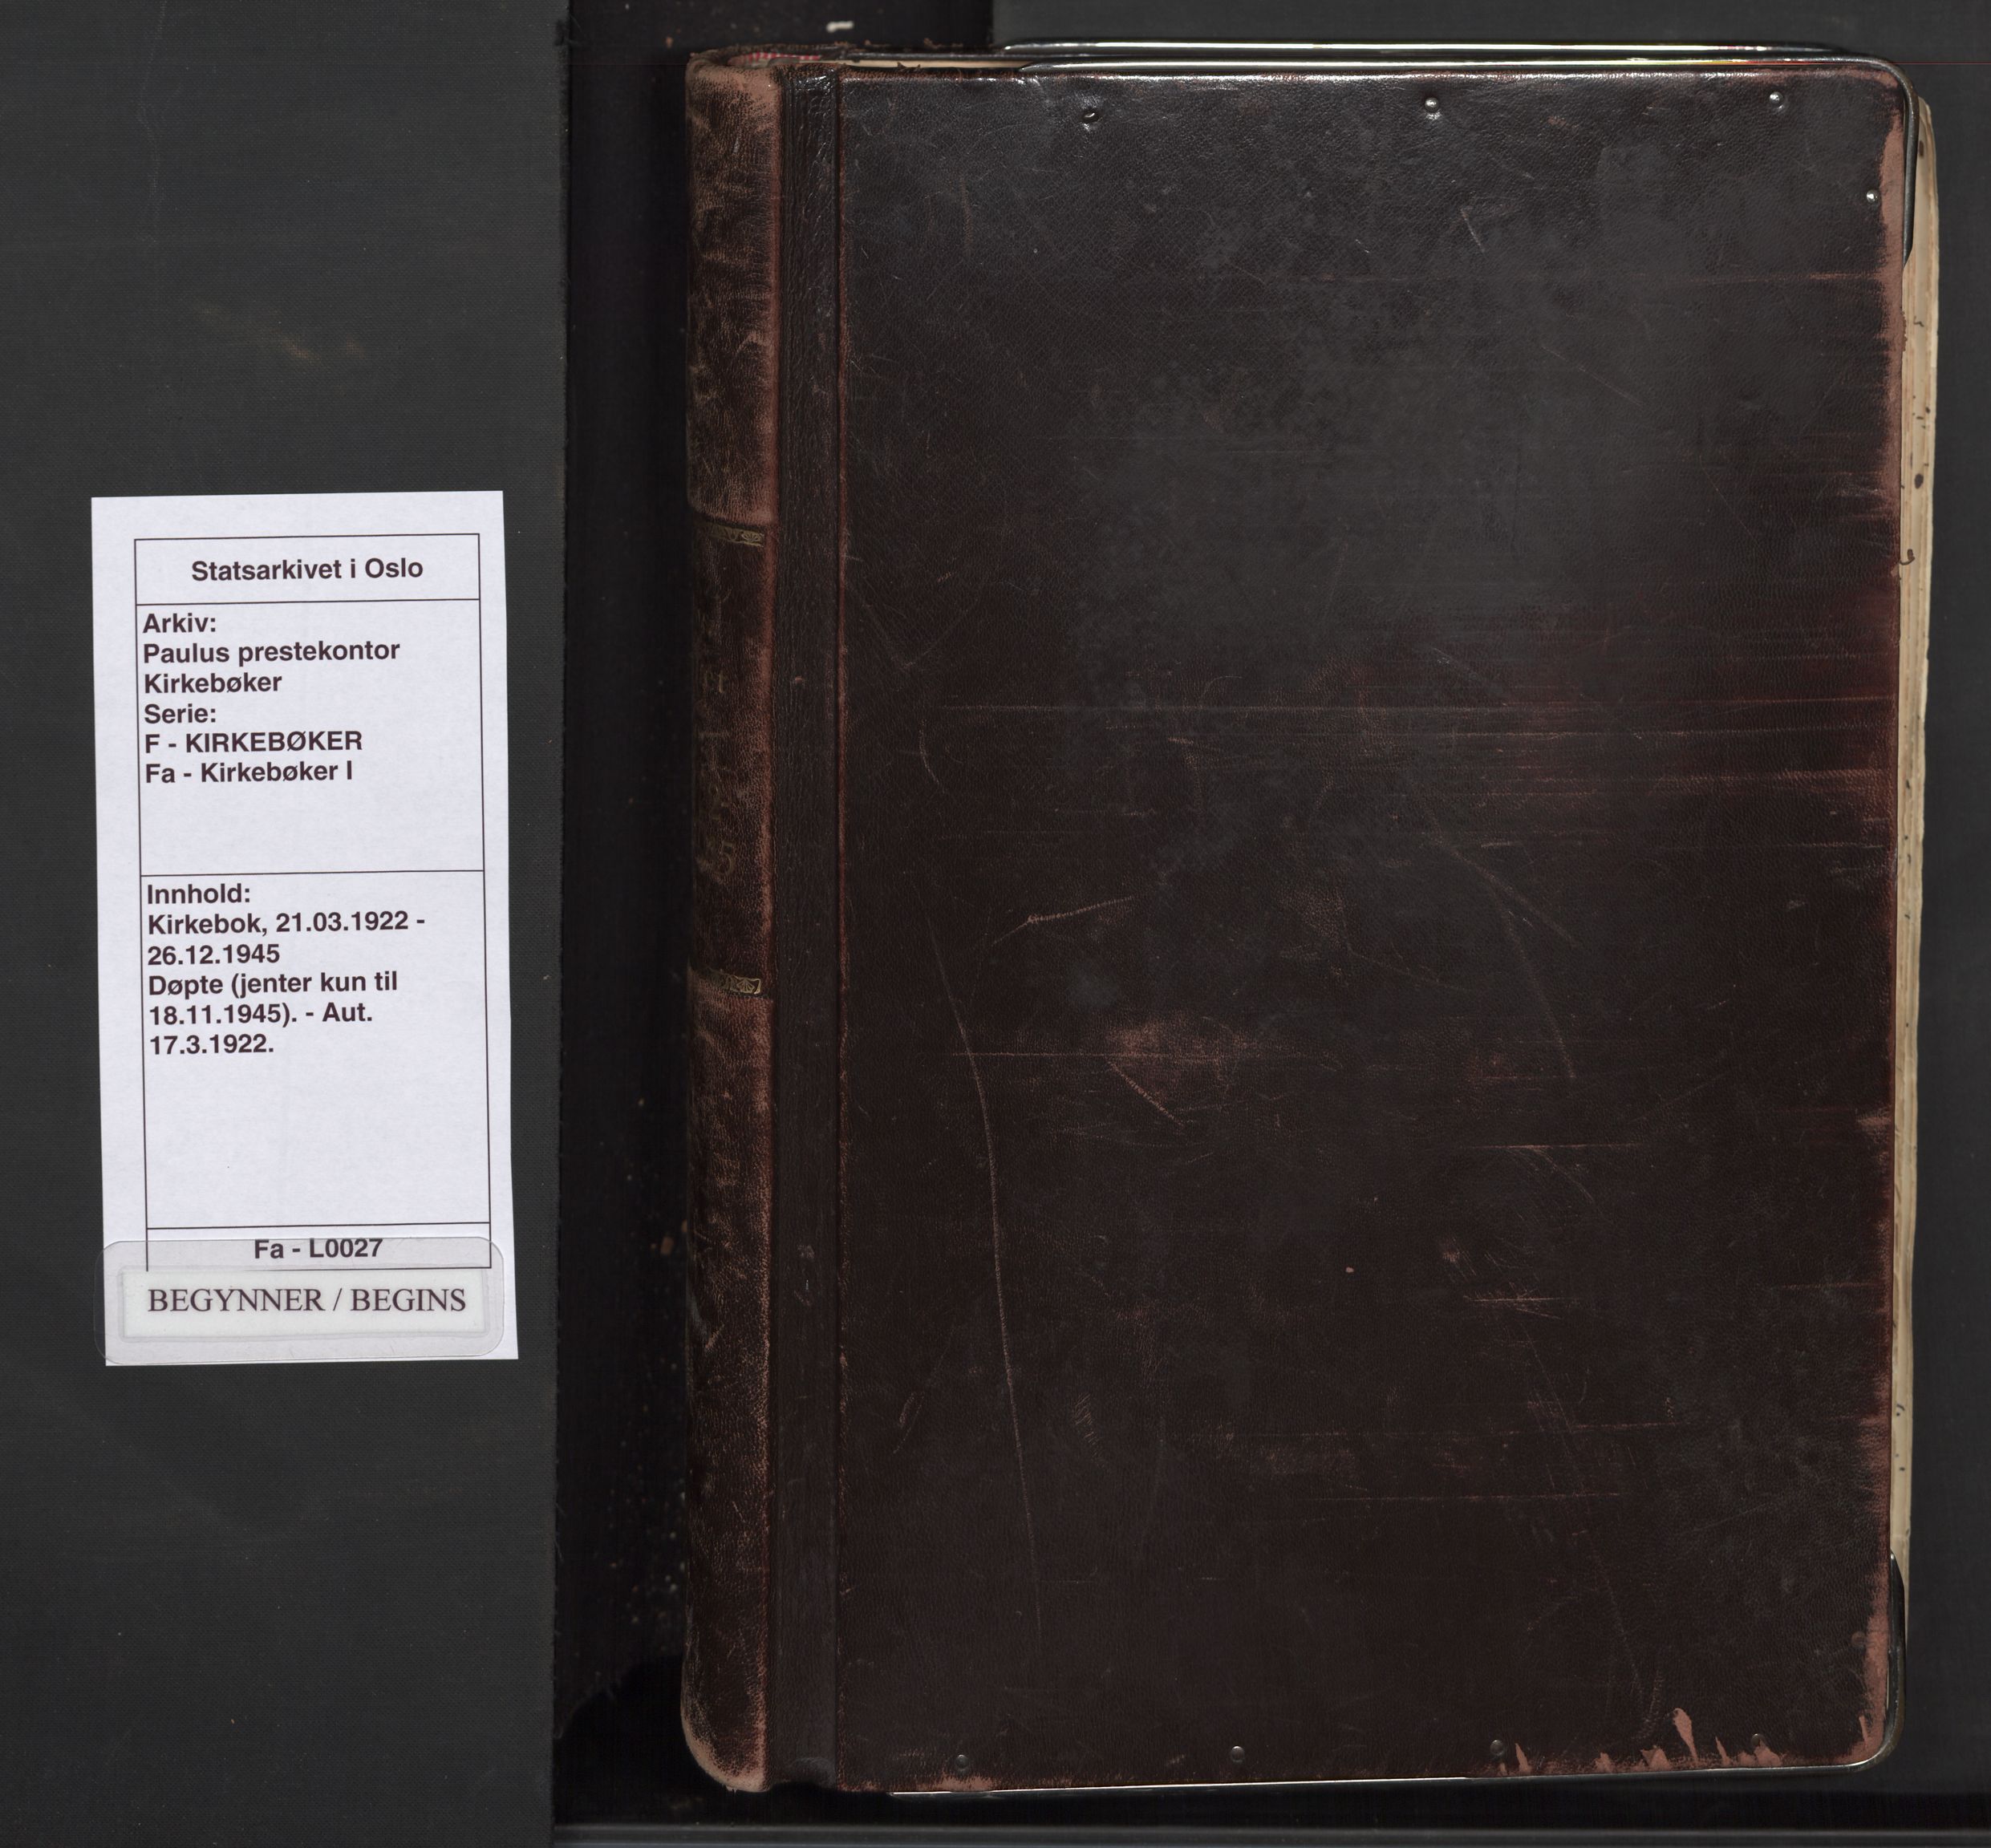 Statsarkivet i Oslo
Arkiv:
Paulus prestekontor
Kirkebøker
Serie:
F - KIRKEBØKER
Fa - Kirkebøker I
Innhold:
Kirkebok, 21.03.1922 -
26.12.1945
Døpte (jenter kun til
18.11.1945). - Aut.
17.3.1922.
Fa - L0027
BEGYNNER / BEGINS